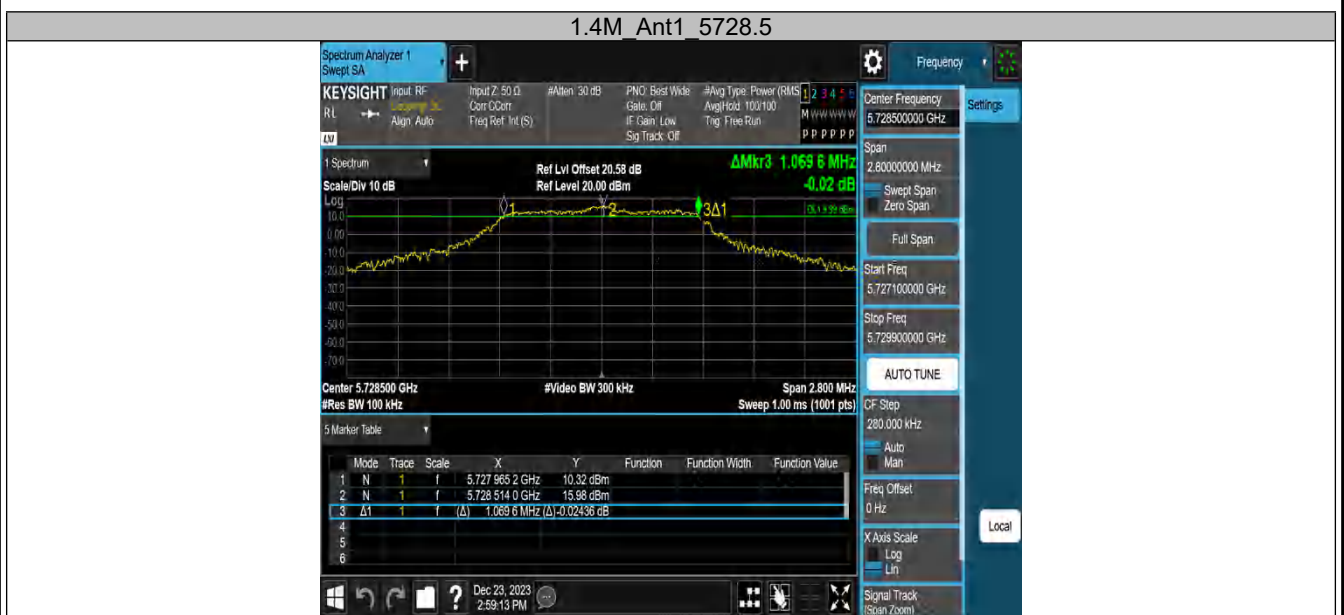 1.4M_Ant1_5728.5
Spectrum Analyzer 1
Swept SA
+
Frequency
KEYSIGHT
RL
Input: RF
Align: Auto
Input Z: 50 Ω
Corr CCorr
Freq Ref: Int (S)
#Atten: 30 dB
PNO: Best Wide
Gate: Off
IF Gain: Low
Sig Track: Off
#Avg Type: Power (RMS
Avg|Hold: 100/100
Trig: Free Run
1 2 3 4 5 6
M W W W W W
P P P P P P
LXI
Center Frequency
5.728500000 GHz
Settings
Span
2.80000000 MHz
Swept Span
Zero Span
Full Span
Start Freq
5.727100000 GHz
Stop Freq
5.729900000 GHz
AUTO TUNE
CF Step
280.000 kHz
Auto
Man
Freq Offset
0 Hz
X Axis Scale
Log
Lin
Signal Track
(Span Zoom)
Local
1 Spectrum
Scale/Div 10 dB
Log
Ref Lvl Offset 20.58 dB
Ref Level 20.00 dBm
ΔMkr3 1.069 6 MHz
-0.02 dB
1
2
3Δ1
10.0
0.00
-10.0
-20.0
-30.0
-40.0
-50.0
-60.0
-70.0
Center 5.728500 GHz
#Video BW 300 kHz
Span 2.800 MHz
#Res BW 100 kHz
Sweep 1.00 ms (1001 pts)
5 Marker Table
Mode Trace Scale X Y Function Function Width Function Value
1 N 1 f 5.727 965 2 GHz 10.32 dBm
2 N 1 f 5.728 514 0 GHz 15.98 dBm
3 Δ1 1 f (Δ) 1.069 6 MHz (Δ) -0.02436 dB
4
5
6
?
Dec 23, 2023
2:59:13 PM